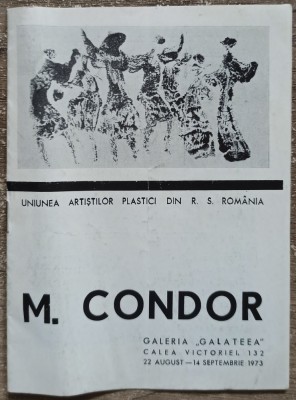 UNIUNEA ARTIȘTILOR PLASTICI DIN R. S. ROMÂNIA
M. CONDOR
GALERIA „GALATEEA"
CALEA VICTORIEI, 132
22 AUGUST—14 SEPTEMBRIE 1973